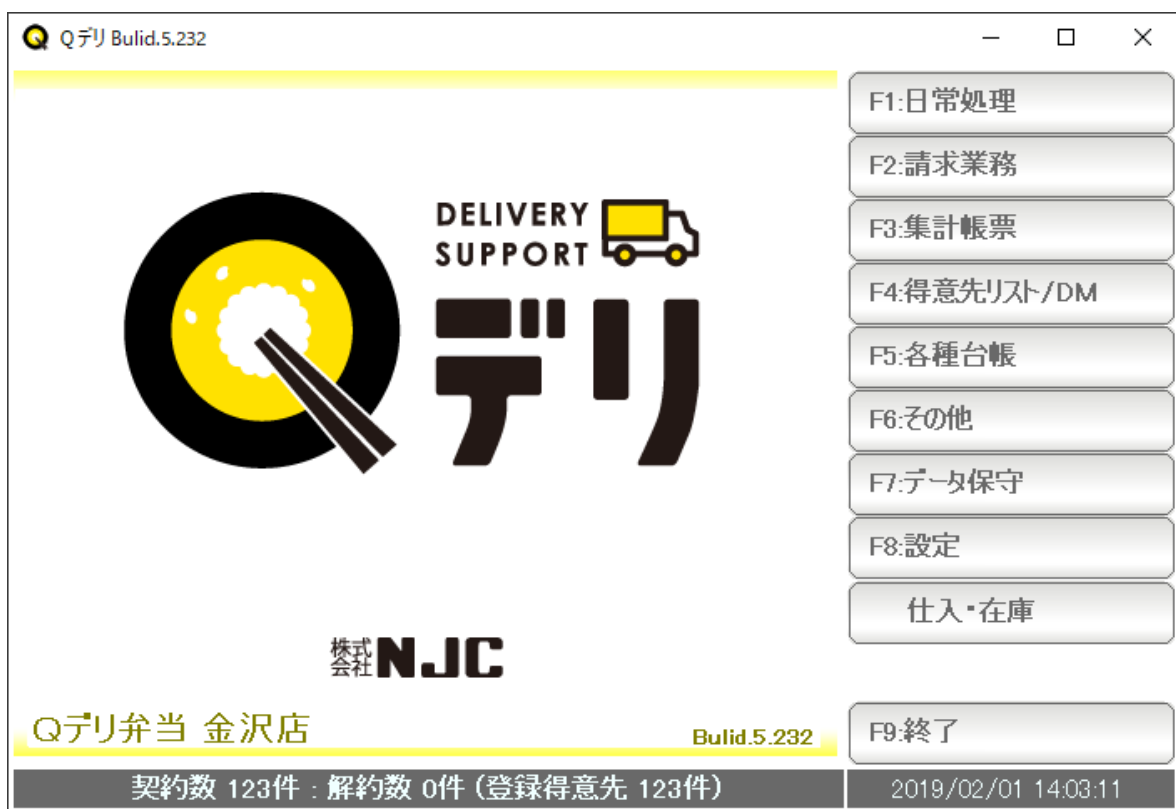 Qデリ Bulid.5.232
F1:日常処理
F2:請求業務
F3:集計帳票
F4:得意先リスト/DM
F5:各種台帳
F6:その他
F7:データ保守
F8:設定
仕入・在庫
F9:終了
DELIVERY
SUPPORT
デリ
株式
会社NJC
Qデリ弁当 金沢店
Bulid.5.232
契約数 123件 : 解約数 0件 (登録得意先 123件)
2019/02/01 14:03:11